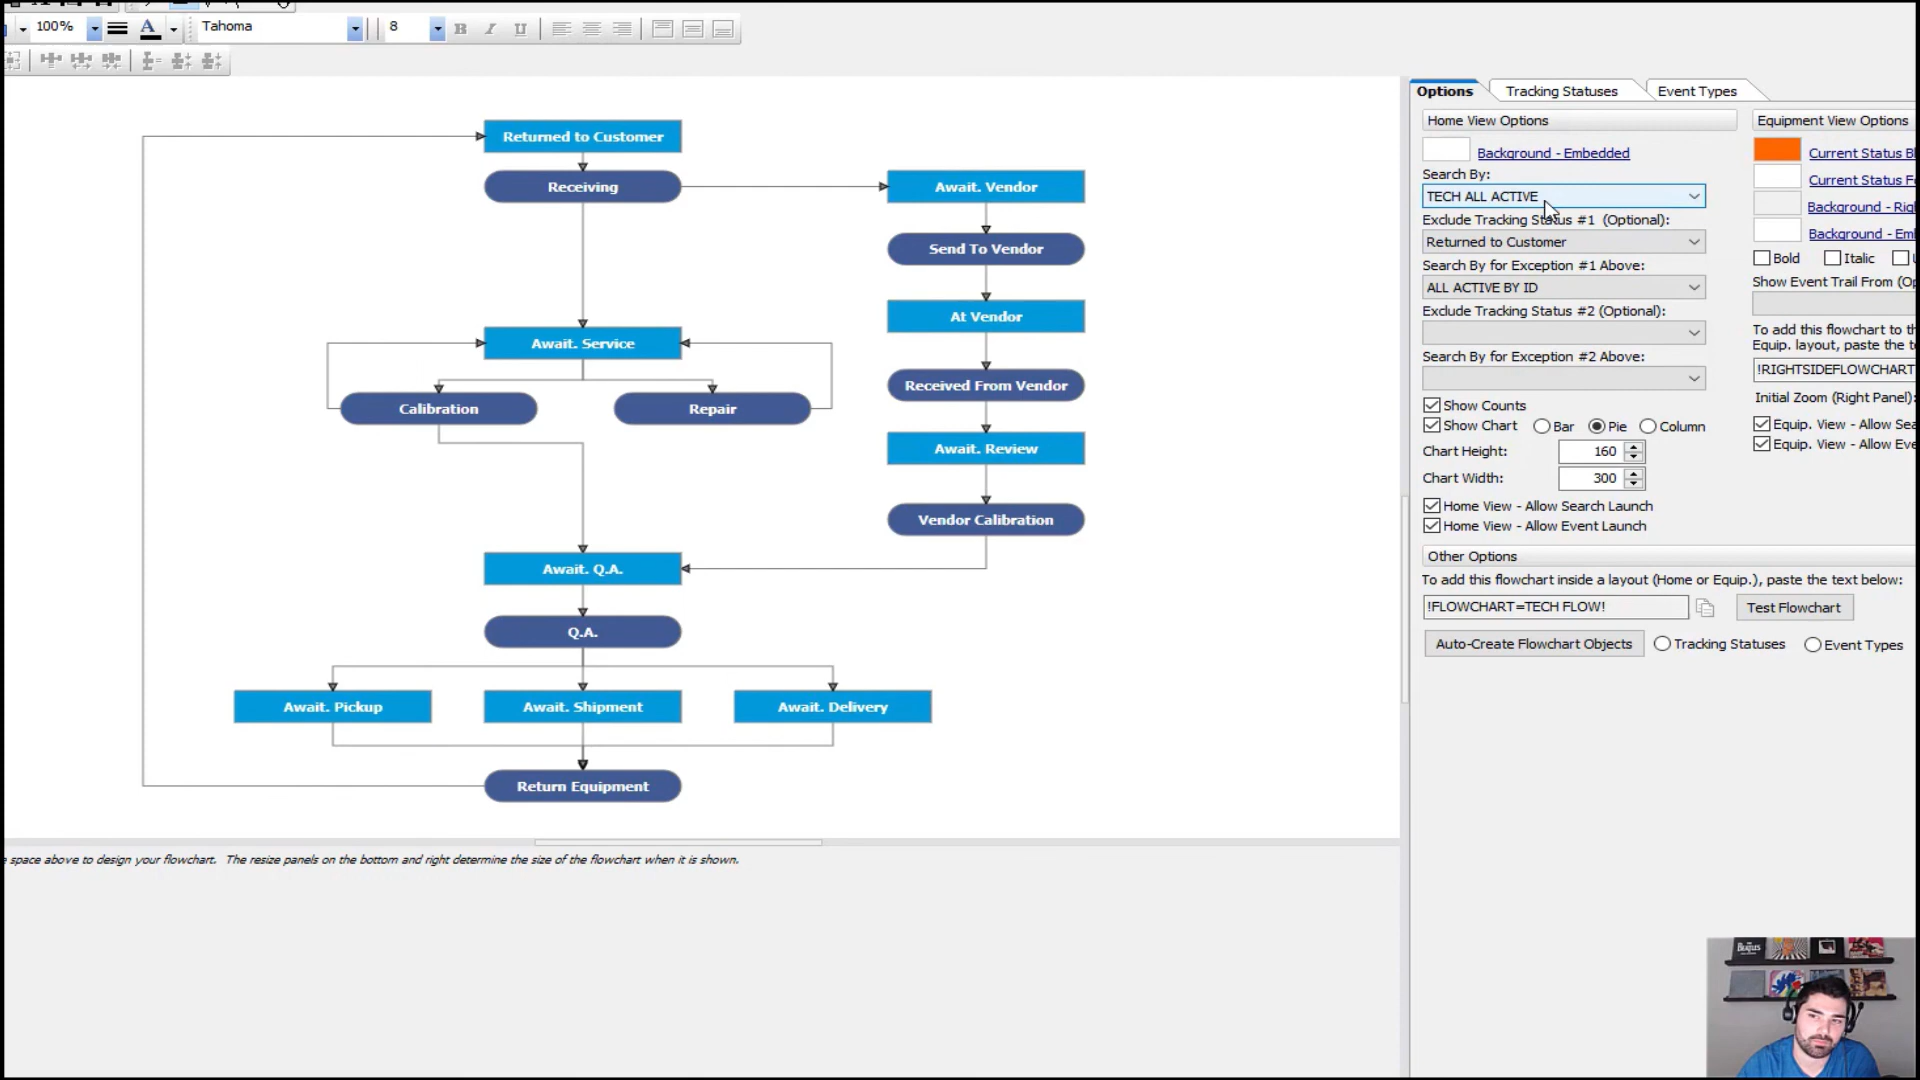 100%
Tahoma
8
B I U
Returned to Customer
Receiving
Await. Vendor
Send To Vendor
At Vendor
Await. Service
Calibration
Repair
Received From Vendor
Await. Review
Vendor Calibration
Await. Q.A.
Q.A.
Await. Pickup
Await. Shipment
Await. Delivery
Return Equipment
space above to design your flowchart.  The resize panels on the bottom and right determine the size of the flowchart when it is shown.
Options
Tracking Statuses
Event Types
Home View Options
Background - Embedded
Search By:
TECH ALL ACTIVE
Exclude Tracking Status #1 (Optional):
Returned to Customer
Search By for Exception #1 Above:
ALL ACTIVE BY ID
Exclude Tracking Status #2 (Optional):
Search By for Exception #2 Above:
Show Counts
Show Chart
Bar
Pie
Column
Chart Height:
160
Chart Width:
300
Home View - Allow Search Launch
Home View - Allow Event Launch
Equipment View Options
Current Status B
Current Status F
Background - Rig
Background - Em
Bold
Italic
Show Event Trail From (O
To add this flowchart to th
Equip. layout, paste the t
!RIGHTSIDEFLOWCHART
Initial Zoom (Right Panel):
Equip. View - Allow Sea
Equip. View - Allow Eve
Other Options
To add this flowchart inside a layout (Home or Equip.), paste the text below:
!FLOWCHART=TECH FLOW!
Test Flowchart
Auto-Create Flowchart Objects
Tracking Statuses
Event Types
BEATLES